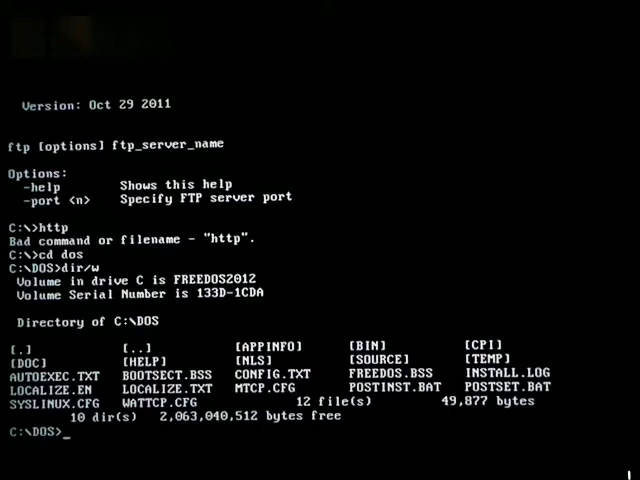 Version: Oct 29 2011
ftp [options] ftp_server_name
Options:
-help Shows this help
-port <n> Specify FTP server port
C:\>http
Bad command or filename - "http".
C:\>cd dos
C:\DOS>dir/w
Volume in drive C is FREEDOS2012
Volume Serial Number is 133D-1CDA
Directory of C:\DOS
[.] [..] [APPINFO] [BIN] [CPI]
[DOC] [HELP] [NLS] [SOURCE] [TEMP]
AUTOEXEC.TXT BOOTSECT.BSS CONFIG.TXT FREEDOS.BSS INSTALL.LOG
LOCALIZE.EN LOCALIZE.TXT MTCP.CFG POSTINST.BAT POSTSET.BAT
SYSLINUX.CFG WATTCP.CFG 12 file(s) 49,877 bytes
10 dir(s) 2,063,040,512 bytes free
C:\DOS>_